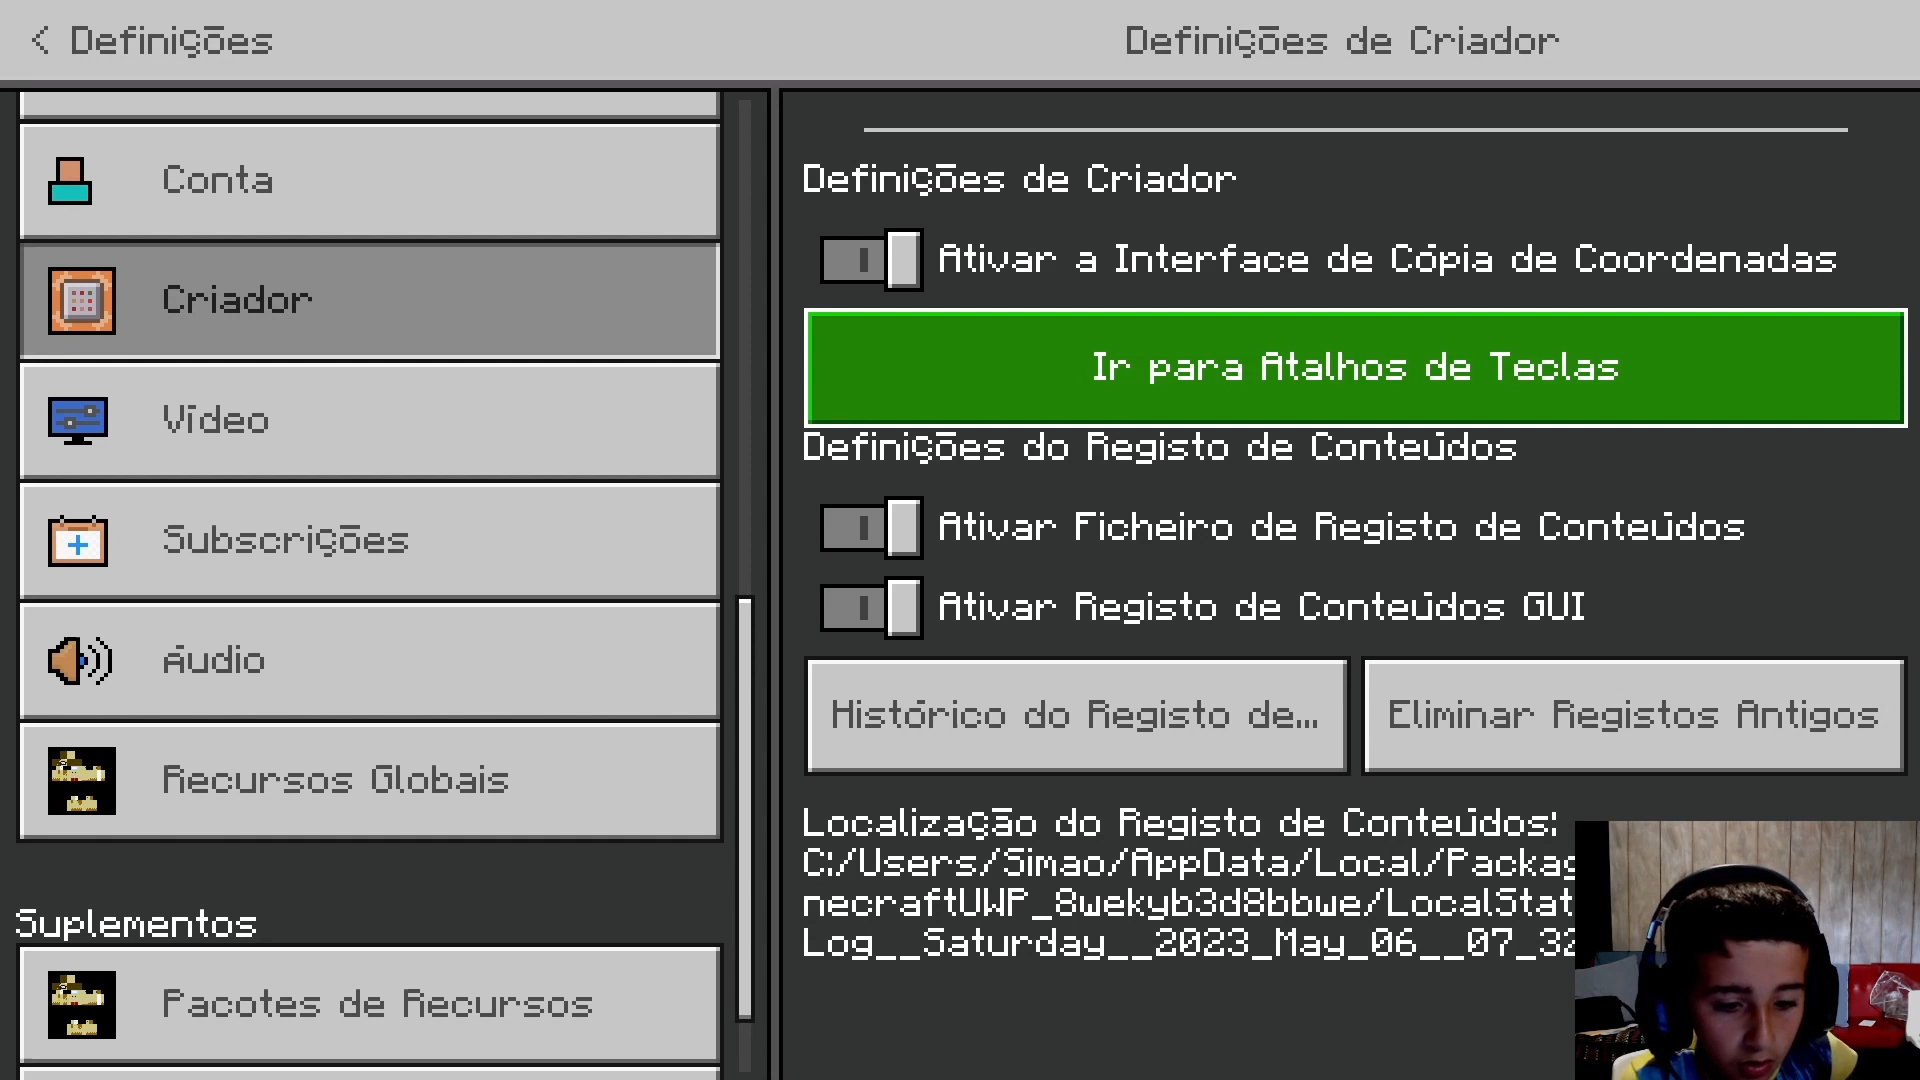 Definições
Definições de Criador
Conta
Criador
Vídeo
Subscrições
Áudio
Recursos Globais
Suplementos
Pacotes de Recursos
Definições de Criador
Ativar a Interface de Cópia de Coordenadas
Ir para Atalhos de Teclas
Definições do Registo de Conteúdos
Ativar Ficheiro de Registo de Conteúdos
Ativar Registo de Conteúdos GUI
Histórico do Registo de...
Eliminar Registos Antigos
Localização do Registo de Conteúdos:
C:/Users/Simao/AppData/Local/Packag
necraftUWP_8wekyb3d8bbwe/LocalStat
Log__Saturday__2023_May_06__07_32